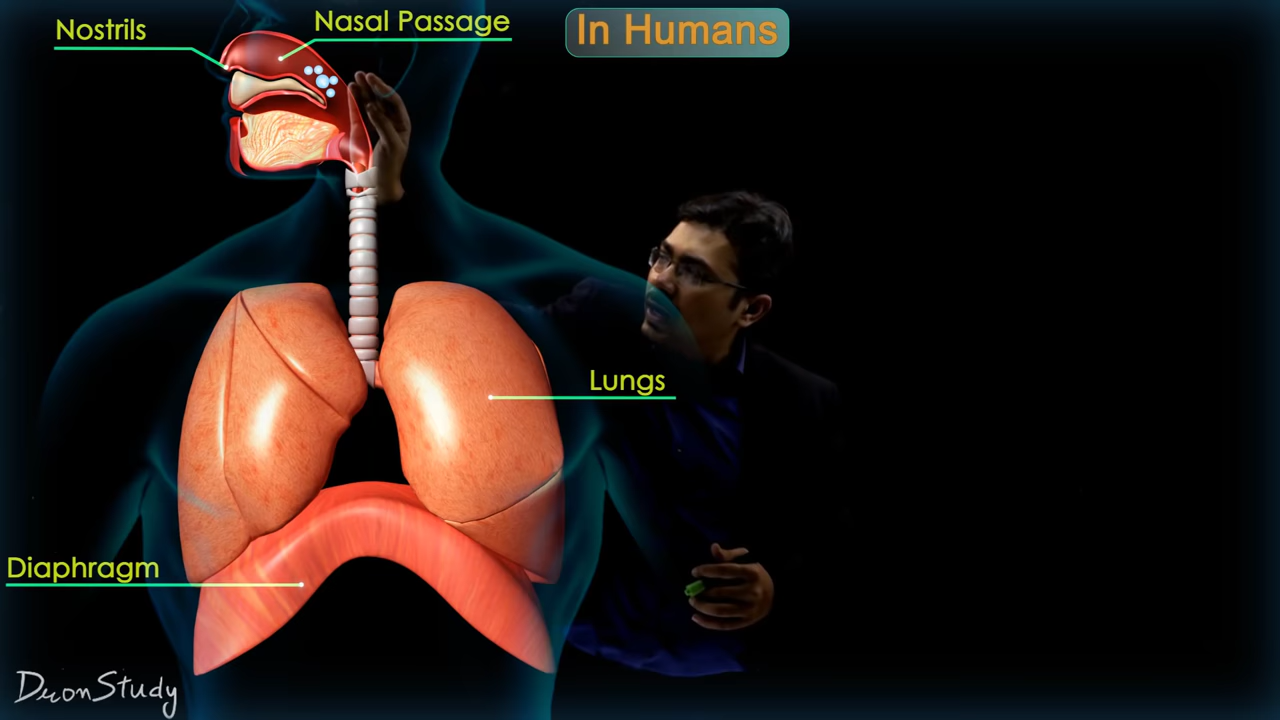 Nostrils
Nasal Passage
In Humans
Lungs
Diaphragm
DronStudy